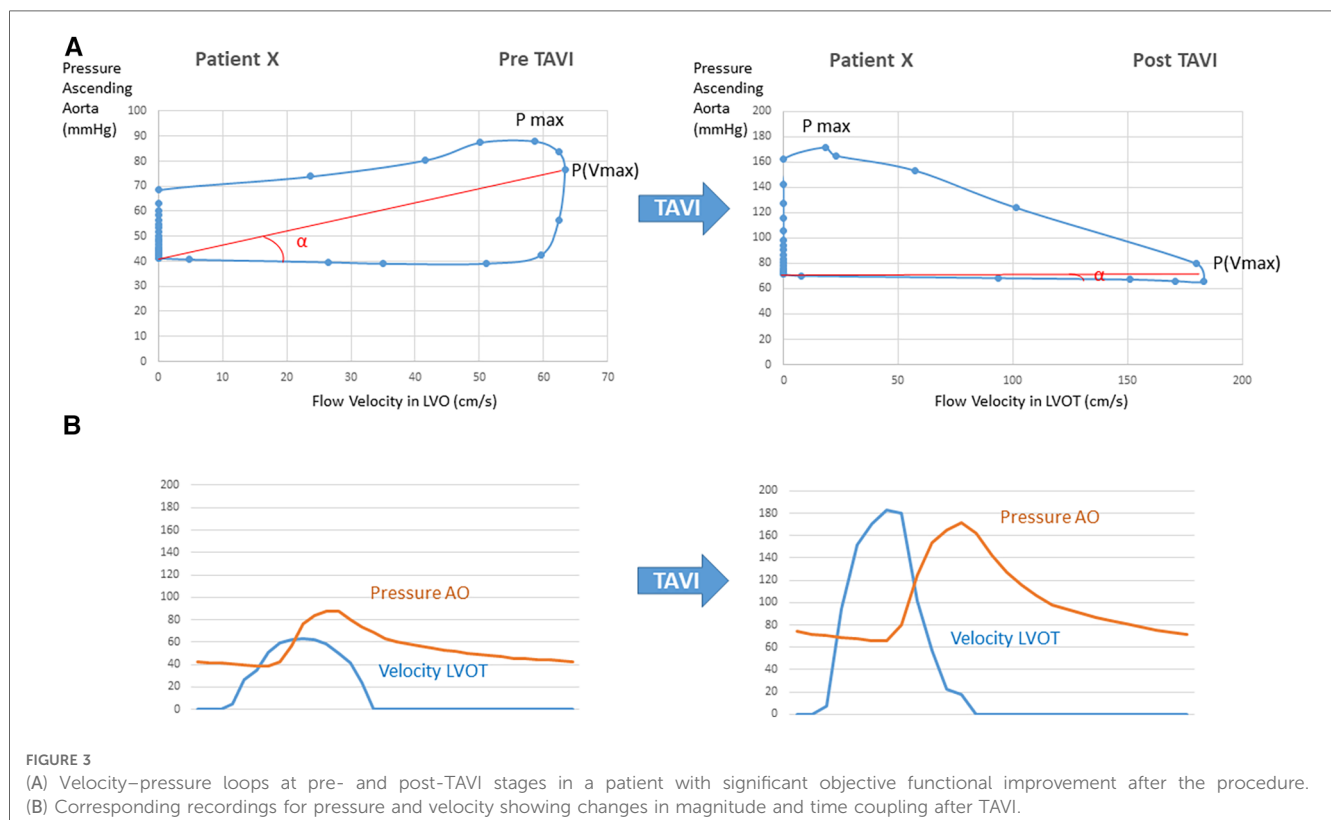 A
Patient X
Pre TAVI
Pressure
Ascending
Aorta
(mmHg)
100
90
80
70
60
50
40
30
20
10
0
P max
P(Vmax)
α
0 10 20 30 40 50 60 70
Flow Velocity in LVO (cm/s)
TAVI
Patient X
Post TAVI
Pressure
Ascending
Aorta
(mmHg)
200
180
160
140
120
100
80
60
40
20
0
P max
P(Vmax)
α
0 50 100 150 200
Flow Velocity in LVOT (cm/s)
B
200
180
160
140
120
100
80
60
40
20
0
Pressure AO
Velocity LVOT
TAVI
200
180
160
140
120
100
80
60
40
20
0
Pressure AO
Velocity LVOT
FIGURE 3
(A) Velocity–pressure loops at pre- and post-TAVI stages in a patient with significant objective functional improvement after the procedure.
(B) Corresponding recordings for pressure and velocity showing changes in magnitude and time coupling after TAVI.